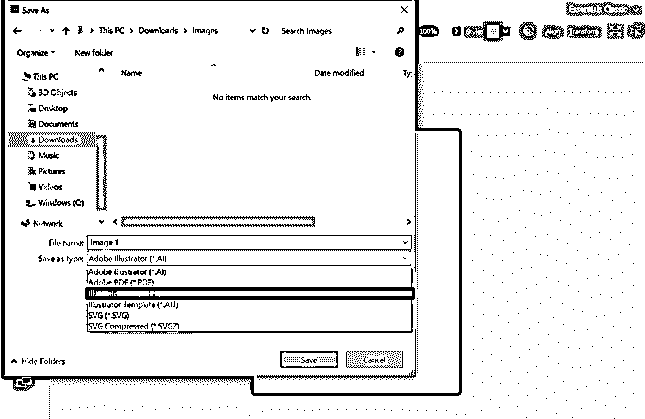 Save As
This PC > Downloads > Images
Search Images
Organize
New folder
Name
Date modified
Ty
No items match your search.
This PC
3D Objects
Desktop
Documents
Downloads
Music
Pictures
Videos
Windows (C:)
Network
File Name: Image 1
Save as type: Adobe Illustrator (*.AI)
Adobe Illustrator (*.AI)
Adobe PDF (*.PDF)
Illustrator Template (*.AIT)
SVG (*.SVG)
SVG Compressed (*.SVGZ)
Hide Folders
Save
Cancel
100%
Transform